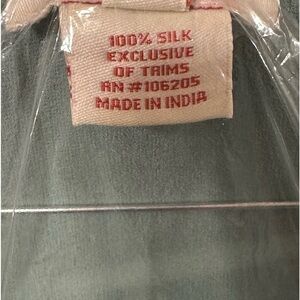 100% SILK
EXCLUSIVE
OF TRIMS
RN #106205
MADE IN INDIA